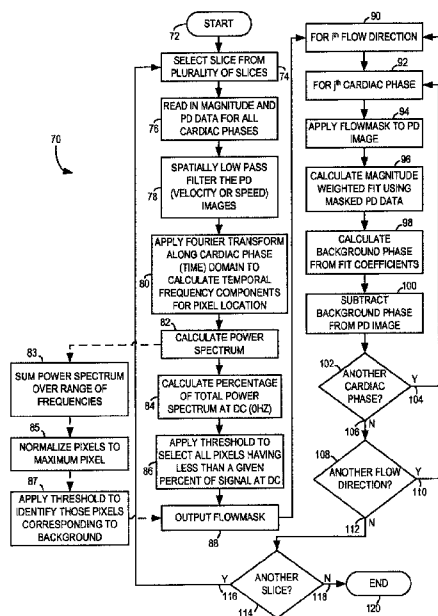 72
START
SELECT SLICE FROM
PLURALITY OF SLICES
74
READ IN MAGNITUDE AND
PD DATA FOR ALL
CARDIAC PHASES
76
70
SPATIALLY LOW PASS
FILTER THE PD
(VELOCITY OR SPEED)
IMAGES
78
APPLY FOURIER TRANSFORM
ALONG CARDIAC PHASE
(TIME) DOMAIN TO
CALCULATE TEMPORAL
FREQUENCY COMPONENTS
FOR PIXEL LOCATION
80
82
CALCULATE POWER
SPECTRUM
83
SUM POWER SPECTRUM
OVER RANGE OF
FREQUENCIES
85
NORMALIZE PIXELS TO
MAXIMUM PIXEL
87
APPLY THRESHOLD TO
IDENTIFY THOSE PIXELS
CORRESPONDING TO
BACKGROUND
CALCULATE PERCENTAGE
OF TOTAL POWER
SPECTRUM AT DC (0HZ)
84
APPLY THRESHOLD TO
SELECT ALL PIXELS HAVING
LESS THAN A GIVEN
PERCENT OF SIGNAL AT DC
86
OUTPUT FLOWMASK
88
90
FOR ith FLOW DIRECTION
92
FOR jth CARDIAC PHASE
94
APPLY FLOWMASK TO PD
IMAGE
96
CALCULATE MAGNITUDE
WEIGHTED FIT USING
MASKED PD DATA
98
CALCULATE
BACKGROUND PHASE
FROM FIT COEFFICIENTS
100
SUBTRACT
BACKGROUND PHASE
FROM PD IMAGE
102
ANOTHER
CARDIAC
PHASE?
Y
104
106
N
108
ANOTHER FLOW
DIRECTION?
Y
110
112
N
Y
116
ANOTHER
SLICE?
114
N
118
END
120